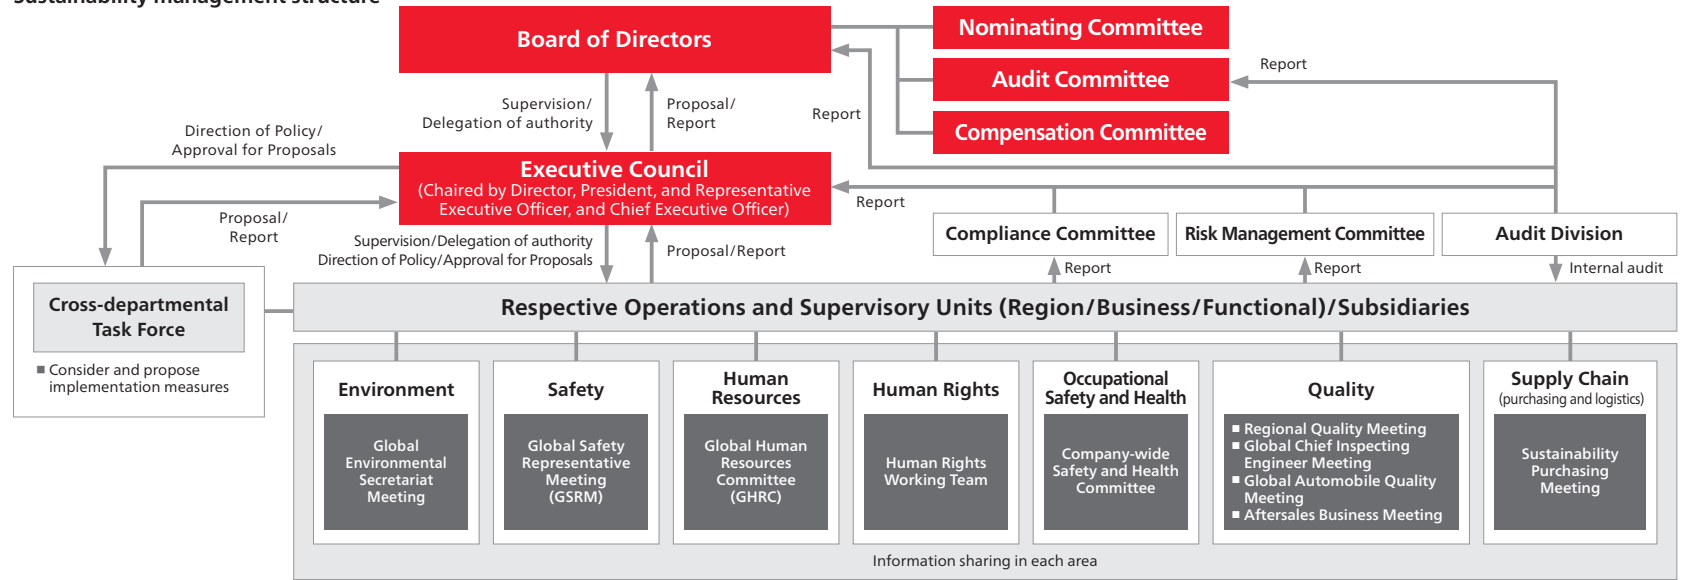 Sustainability management structure
Board of Directors
Nominating Committee
Audit Committee
Compensation Committee
Report
Report
Supervision/
Delegation of authority
Proposal/
Report
Direction of Policy/
Approval for Proposals
Executive Council
(Chaired by Director, President, and Representative
Executive Officer, and Chief Executive Officer)
Report
Proposal/
Report
Supervision/Delegation of authority
Direction of Policy/Approval for Proposals
Proposal/Report
Compliance Committee
Risk Management Committee
Audit Division
Report
Report
Internal audit
Cross-departmental
Task Force
■ Consider and propose
implementation measures
Respective Operations and Supervisory Units (Region/Business/Functional)/Subsidiaries
Environment
Global
Environmental
Secretariat
Meeting
Safety
Global Safety
Representative
Meeting
(GSRM)
Human
Resources
Global Human
Resources
Committee
(GHRC)
Human Rights
Human Rights
Working Team
Occupational
Safety and Health
Company-wide
Safety and Health
Committee
Quality
■ Regional Quality Meeting
■ Global Chief Inspecting
Engineer Meeting
■ Global Automobile Quality
Meeting
■ Aftersales Business Meeting
Supply Chain
(purchasing and logistics)
Sustainability
Purchasing
Meeting
Information sharing in each area